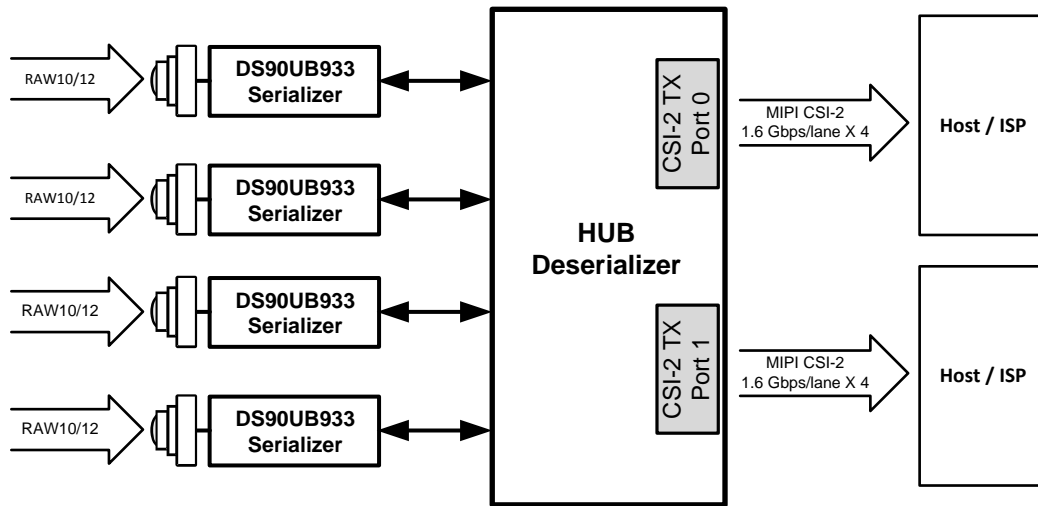 RAW10/12
DS90UB933
Serializer
RAW10/12
DS90UB933
Serializer
RAW10/12
DS90UB933
Serializer
RAW10/12
DS90UB933
Serializer
HUB
Deserializer
CSI-2 TX
Port 0
CSI-2 TX
Port 1
MIPI CSI-2
1.6 Gbps/lane X 4
Host / ISP
MIPI CSI-2
1.6 Gbps/lane X 4
Host / ISP